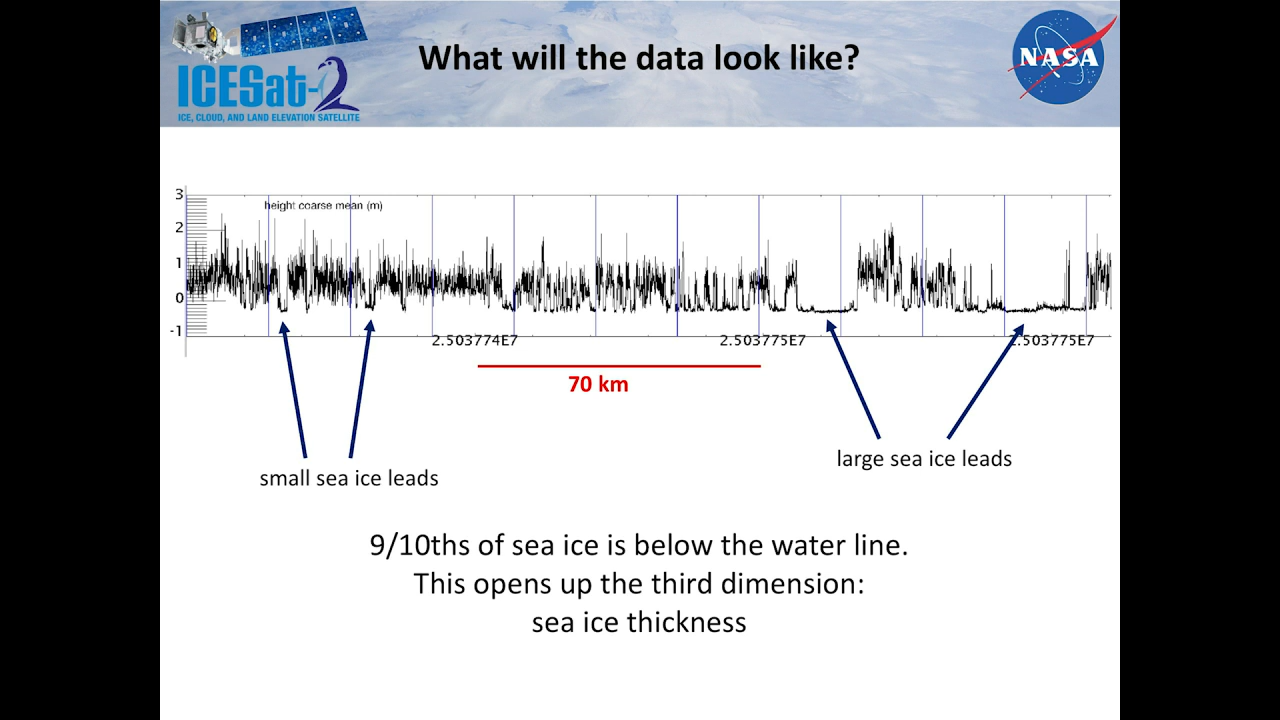 What will the data look like?
ICESat-2
ICE, CLOUD, AND LAND ELEVATION SATELLITE
NASA
height coarse mean (m)
3
2
1
0
-1
2.503774E7 2.503775E7 2.503775E7
70 km
large sea ice leads
small sea ice leads
9/10ths of sea ice is below the water line.
This opens up the third dimension:
sea ice thickness